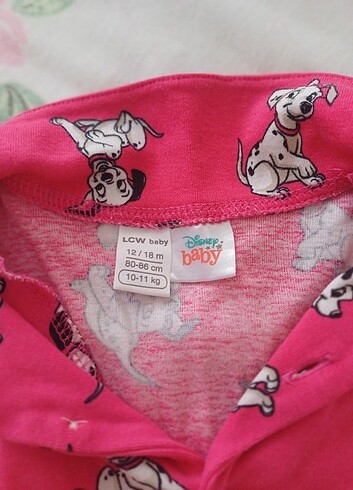 LCW baby
12 / 18 m
80-86 cm
10-11 kg
Disney
baby